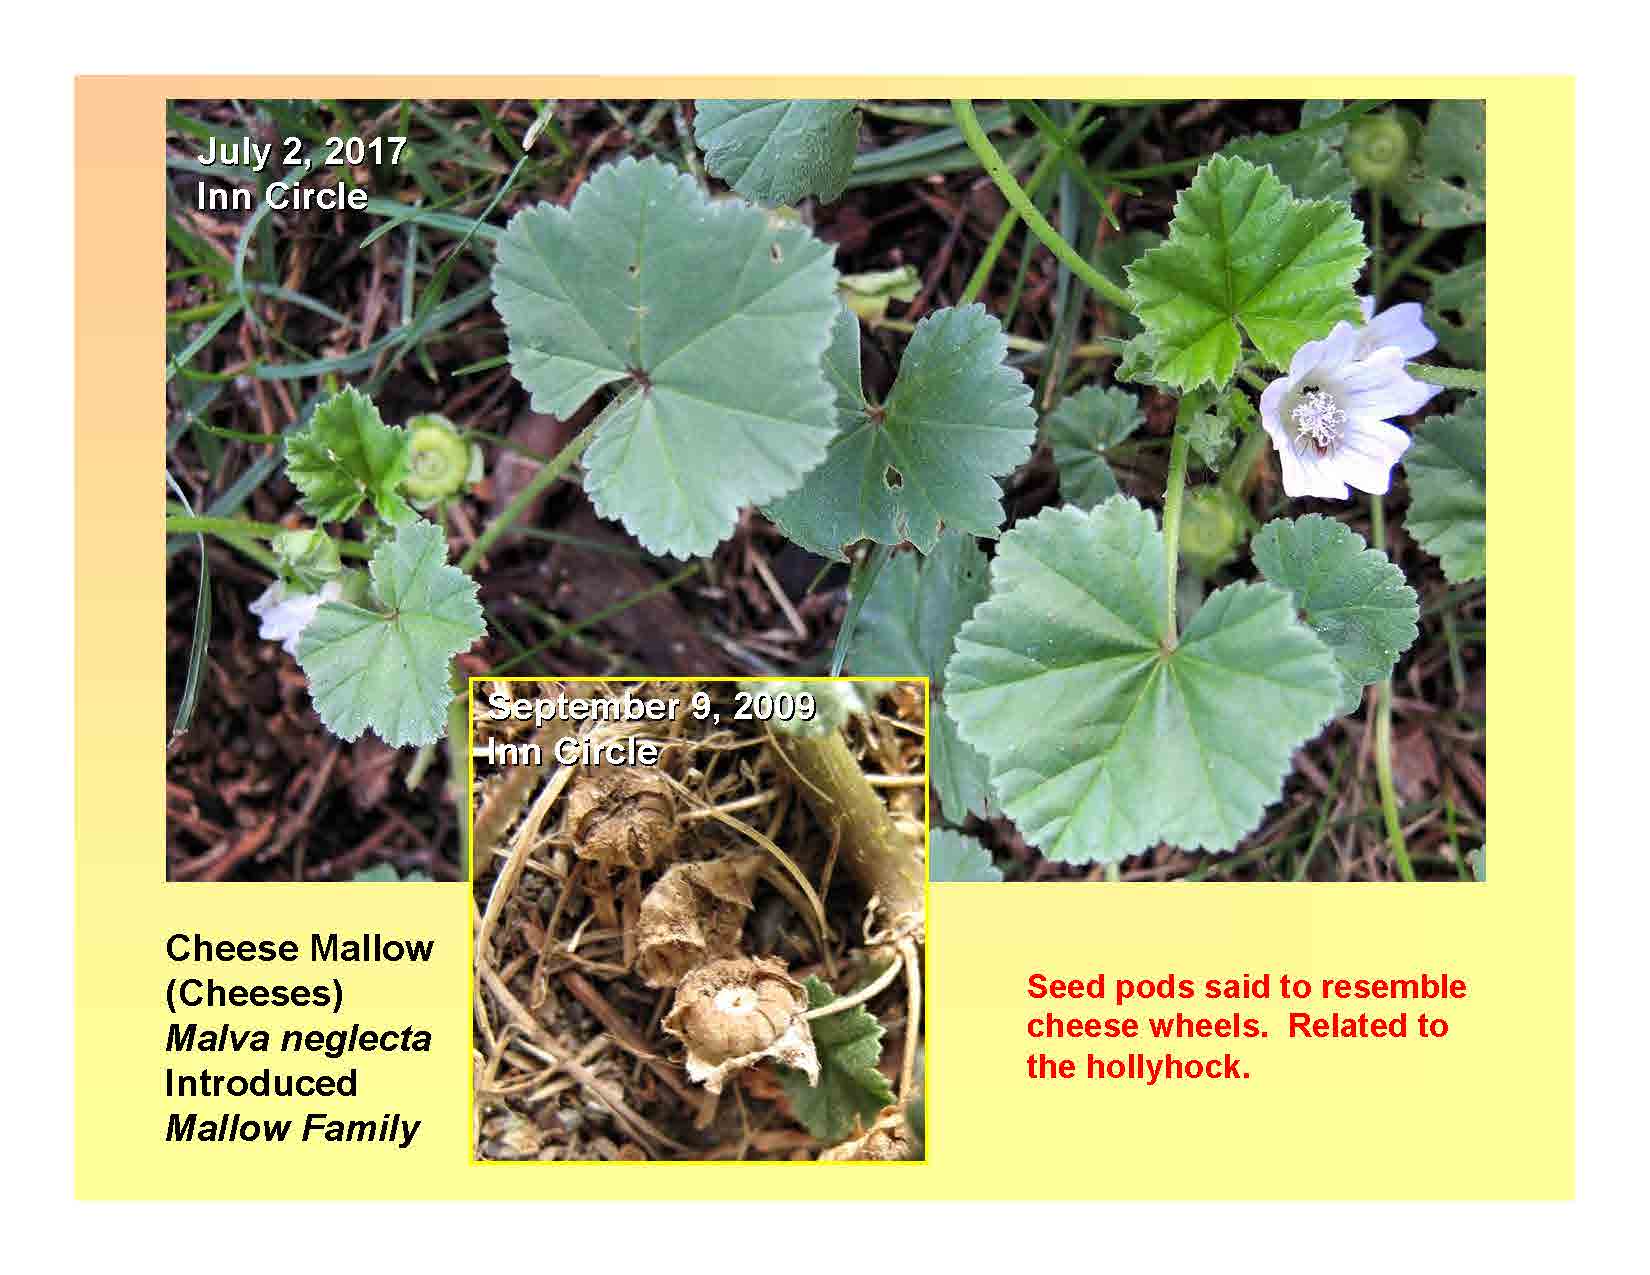 July 2, 2017
Inn Circle
September 9, 2009
Inn Circle
Cheese Mallow
(Cheeses)
Malva neglecta
Introduced
Mallow Family
Seed pods said to resemble
cheese wheels.  Related to
the hollyhock.